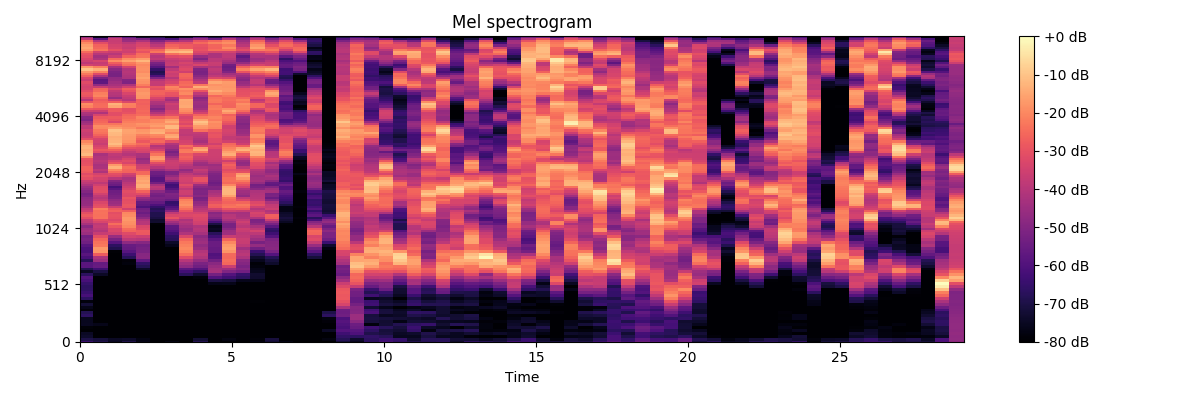 Mel spectrogram
Hz
8192
4096
2048
1024
512
0
0 5 10 15 20 25
Time
+0 dB
-10 dB
-20 dB
-30 dB
-40 dB
-50 dB
-60 dB
-70 dB
-80 dB